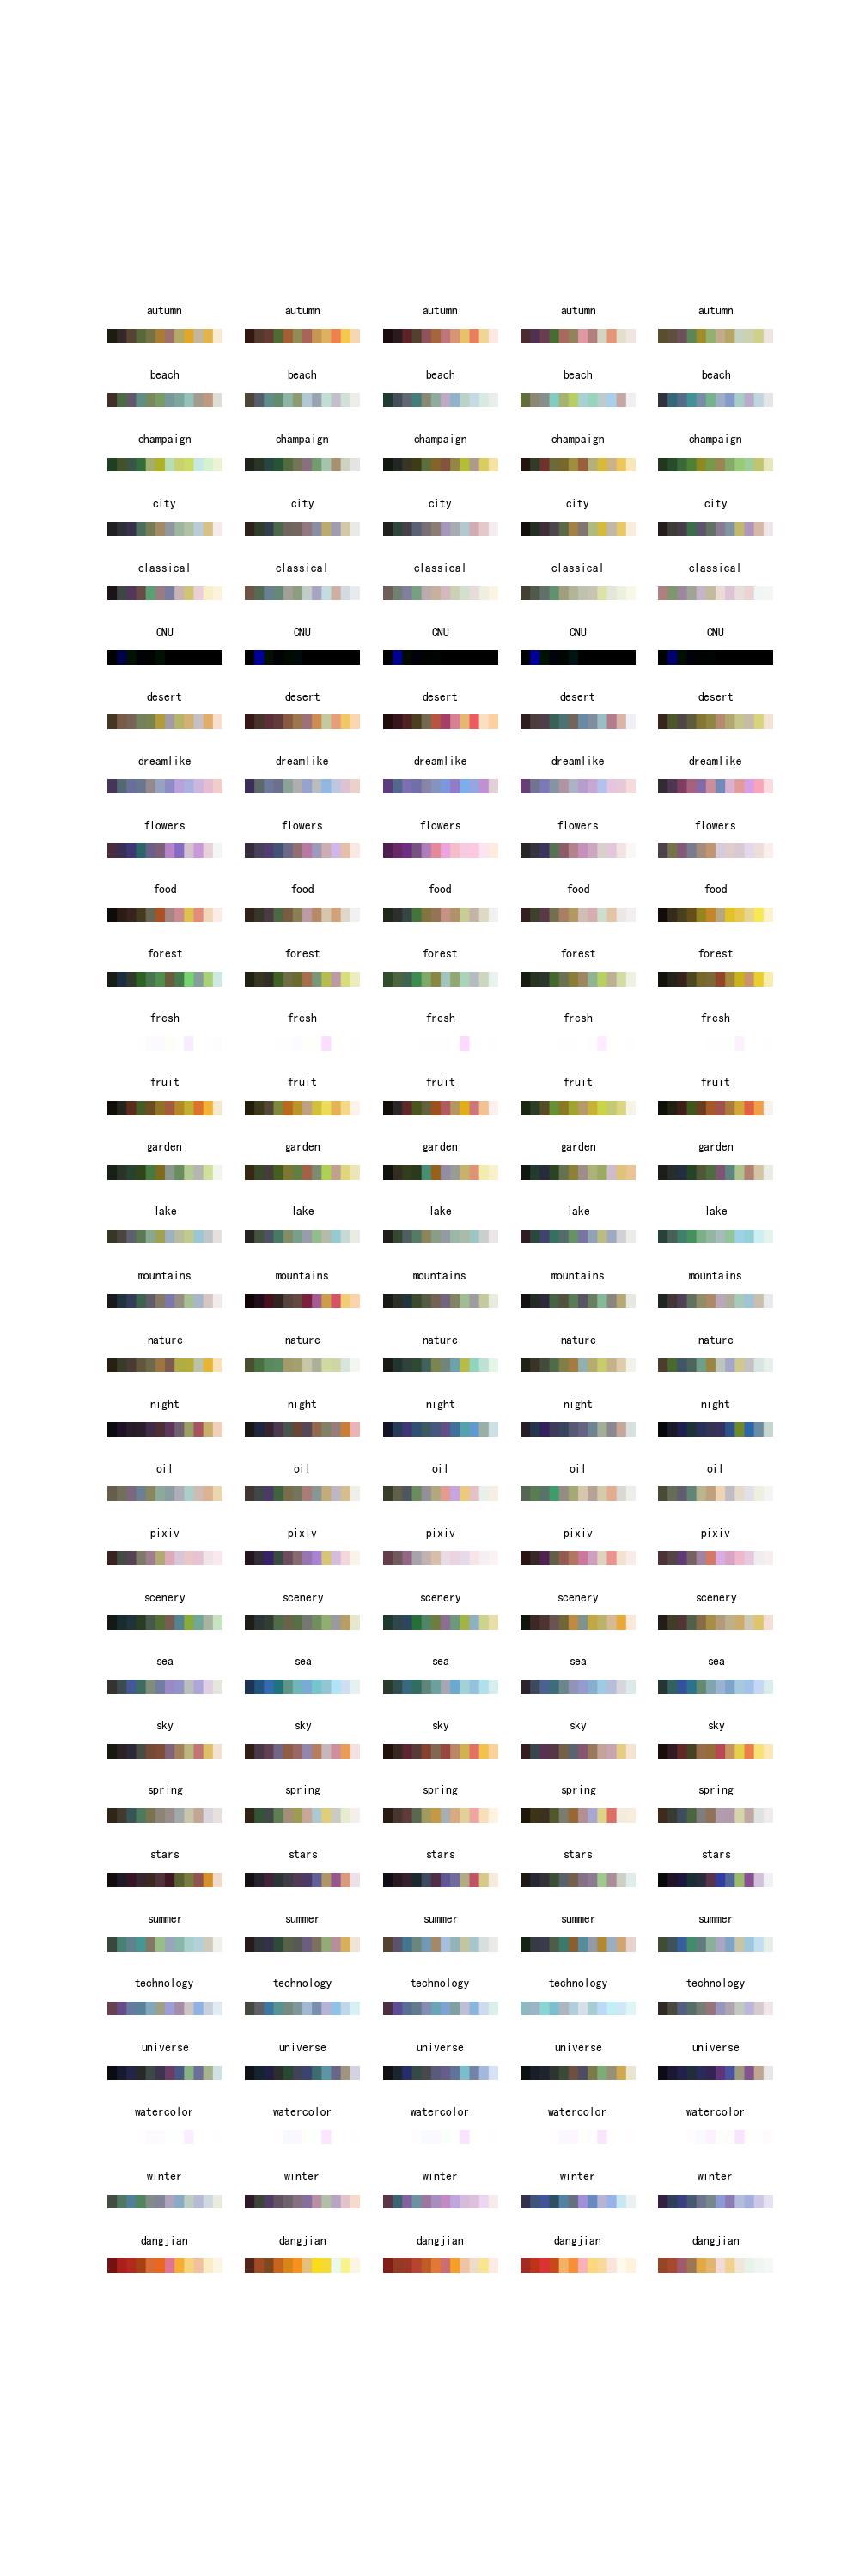 autumn autumn autumn autumn autumn
beach beach beach beach beach
champaign champaign champaign champaign champaign
city city city city city
classical classical classical classical classical
CNU CNU CNU CNU CNU
desert desert desert desert desert
dreamlike dreamlike dreamlike dreamlike dreamlike
flowers flowers flowers flowers flowers
food food food food food
forest forest forest forest forest
fresh fresh fresh fresh fresh
fruit fruit fruit fruit fruit
garden garden garden garden garden
lake lake lake lake lake
mountains mountains mountains mountains mountains
nature nature nature nature nature
night night night night night
oil oil oil oil oil
pixiv pixiv pixiv pixiv pixiv
scenery scenery scenery scenery scenery
sea sea sea sea sea
sky sky sky sky sky
spring spring spring spring spring
stars stars stars stars stars
summer summer summer summer summer
technology technology technology technology technology
universe universe universe universe universe
watercolor watercolor watercolor watercolor watercolor
winter winter winter winter winter
dangjian dangjian dangjian dangjian dangjian